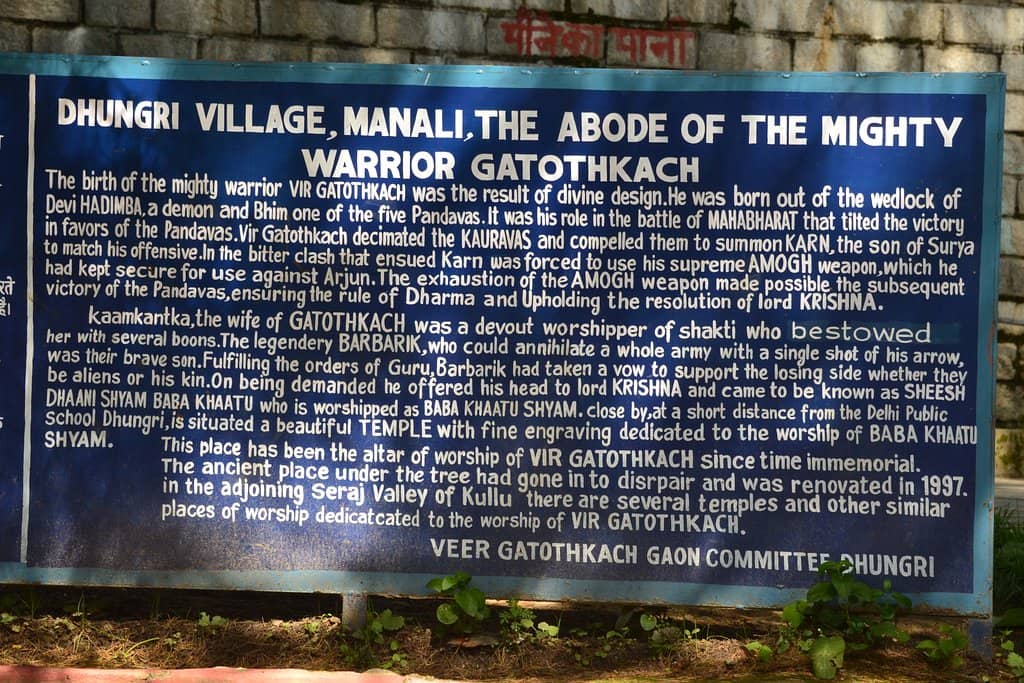 पीनेका पानी
DHUNGRI VILLAGE, MANALI, THE ABODE OF THE MIGHTY
WARRIOR GATOTHKACH
The birth of the mighty warrior VIR GATOTHKACH was the result of divine design.He was born out of the wedlock of
Devi HADIMBA,a demon and Bhim one of the five Pandavas.It was his role in the battle of MAHABHARAT that tilted the victory
in favors of the Pandavas.Vir Gatothkach decimated the KAURAVAS and compelled them to summon KARN,the son of Surya
to match his offensive.In the bitter clash that ensued Karn was forced to use his supreme AMOGH weapon,which he
had kept secure for use against Arjun.The exhaustion of the AMOGH weapon made possible the subsequent
victory of the Pandavas,ensuring the rule of Dharma and Upholding the resolution of lord KRISHNA.
kaamkantka,the wife of GATOTHKACH was a devout worshipper of shakti who bestowed
her with several boons.The legendery BARBARIK,who could annihilate a whole army with a single shot of his arrow,
was their brave son.Fulfilling the orders of Guru,Barbarik had taken a vow to support the losing side whether they
be aliens or his kin.On being demanded he offered his head to lord KRISHNA and came to be known as SHEESH
DHAANI SHYAM BABA KHAATU who is worshipped as BABA KHAATU SHYAM. close by,at a short distance from the Delhi Public
school Dhungri,is situated a beautiful TEMPLE with fine engraving dedicated to the worship of BABA KHAATU
SHYAM.
This place has been the altar of worship of VIR GATOTHKACH since time immemorial.
The ancient place under the tree had gone in to disrpair and was renovated in 1997.
in the adjoining Seraj Valley of Kullu there are several temples and other similar
places of worship dedicatcated to the worship of VIR GATOTHKACH.
VEER GATOTHKACH GAON COMMITTEE DHUNGRI